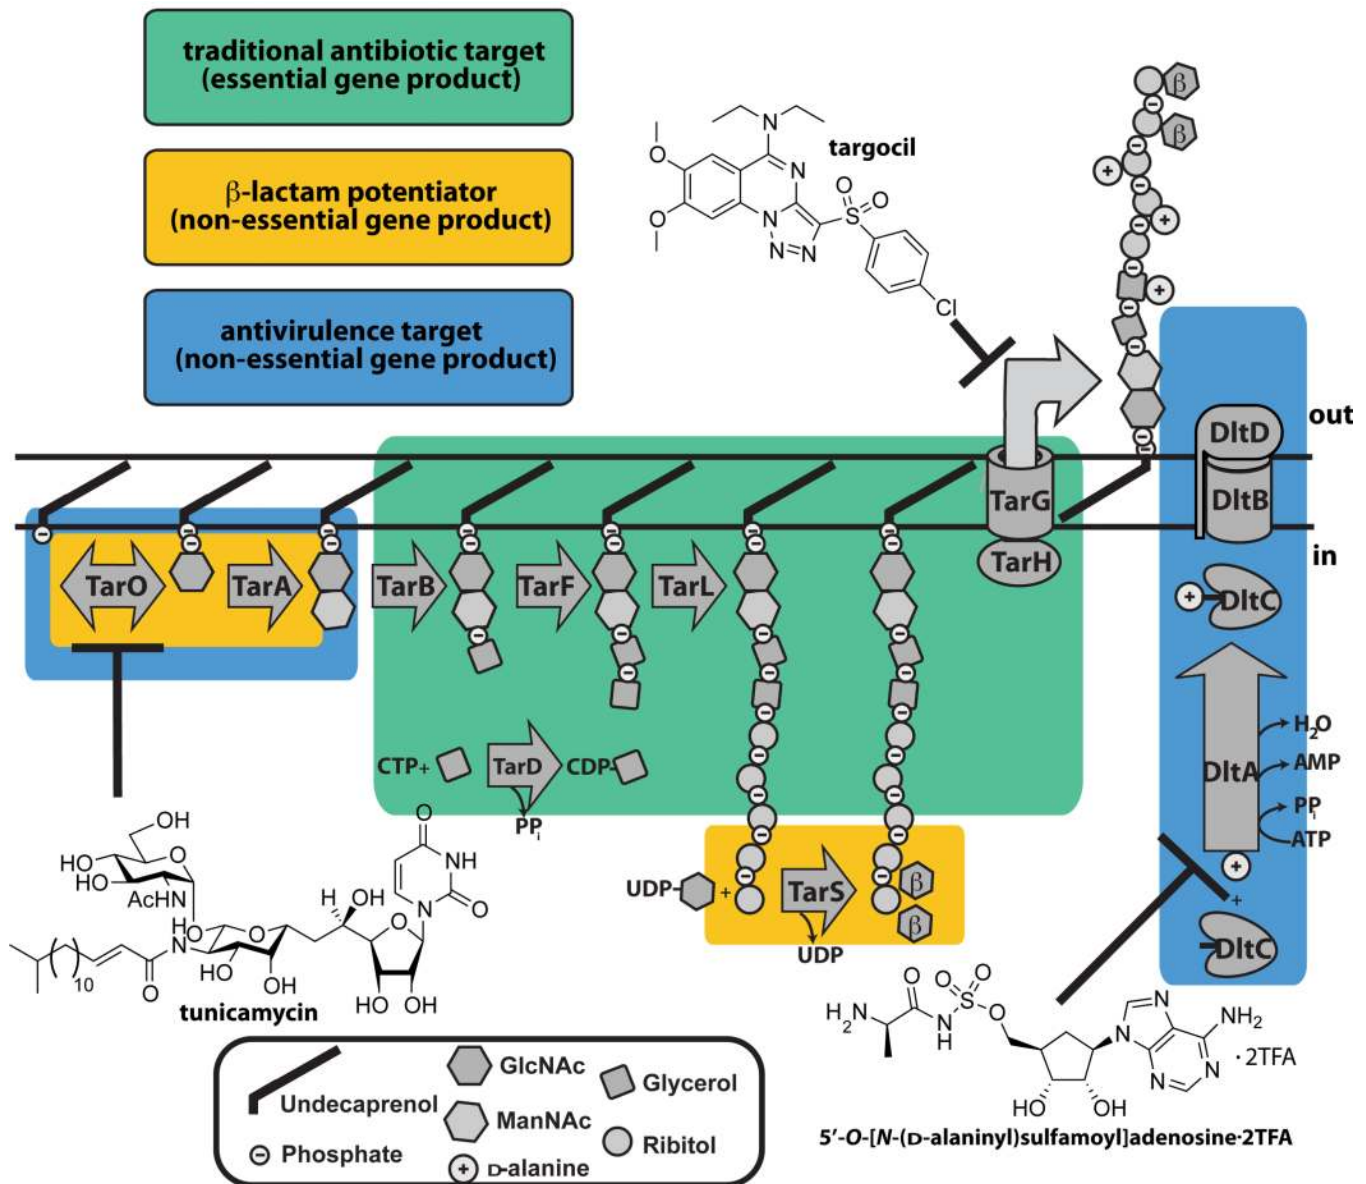 traditional antibiotic target
(essential gene product)
β-lactam potentiator
(non-essential gene product)
antivirulence target
(non-essential gene product)
targocil
N
N
N
N
N
O
O
O
O
S
Cl
β
β
+
+
+
out
in
TarO
TarA
TarB
TarF
TarL
TarG
TarH
DltD
DltB
+
DltC
DltA
H2O
AMP
PPi
ATP
+
+
DltC
CTP+
TarD
CDP-
PPi
UDP-
+
TarS
UDP
β
β
OH
HO
HO
O
AcHN
O
H
N
O
10
O
HO
OH
H
OH
O
NH
N
O
O
HO
OH
tunicamycin
H2N
O
N
H
O
O
S
O
HO
OH
N
N
N
N
NH2
·2TFA
5′-O-[N-(D-alaninyl)sulfamoyl]adenosine·2TFA
Undecaprenol
Phosphate
GlcNAc
ManNAc
D-alanine
Glycerol
Ribitol